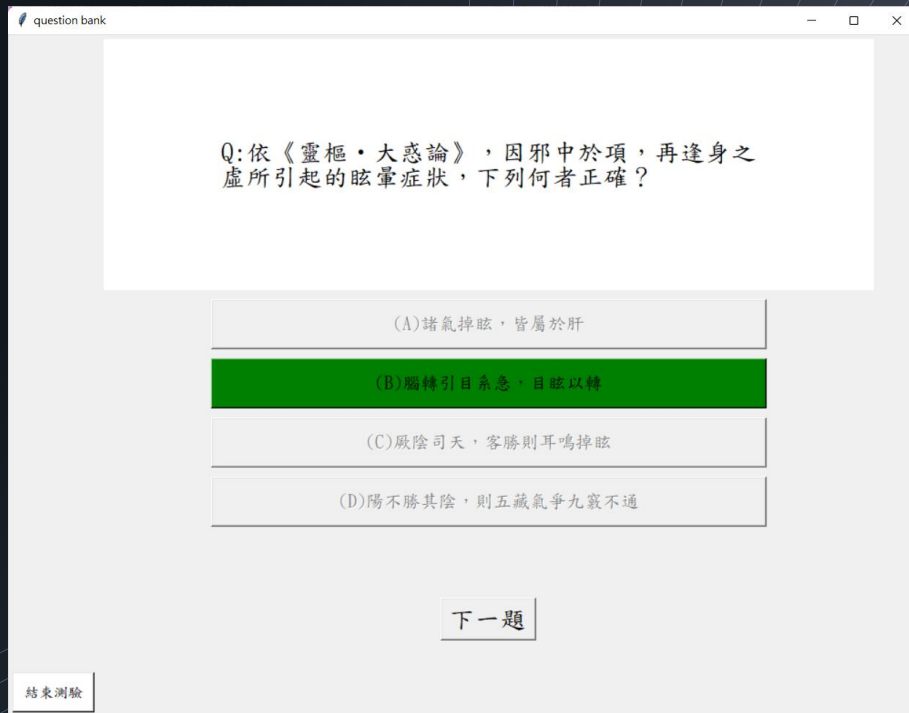 question bank
Q:依《靈樞·大惑論》，因邪中於項，再逢身之
虛所引起的眩暈症狀，下列何者正確？
(A)諸氣掉眩，皆屬於肝
(B)腦轉引目系急，目眩以轉
(C)厥陰司天，客勝則耳鳴掉眩
(D)陽不勝其陰，則五藏氣爭九竅不通
下一題
結束測驗